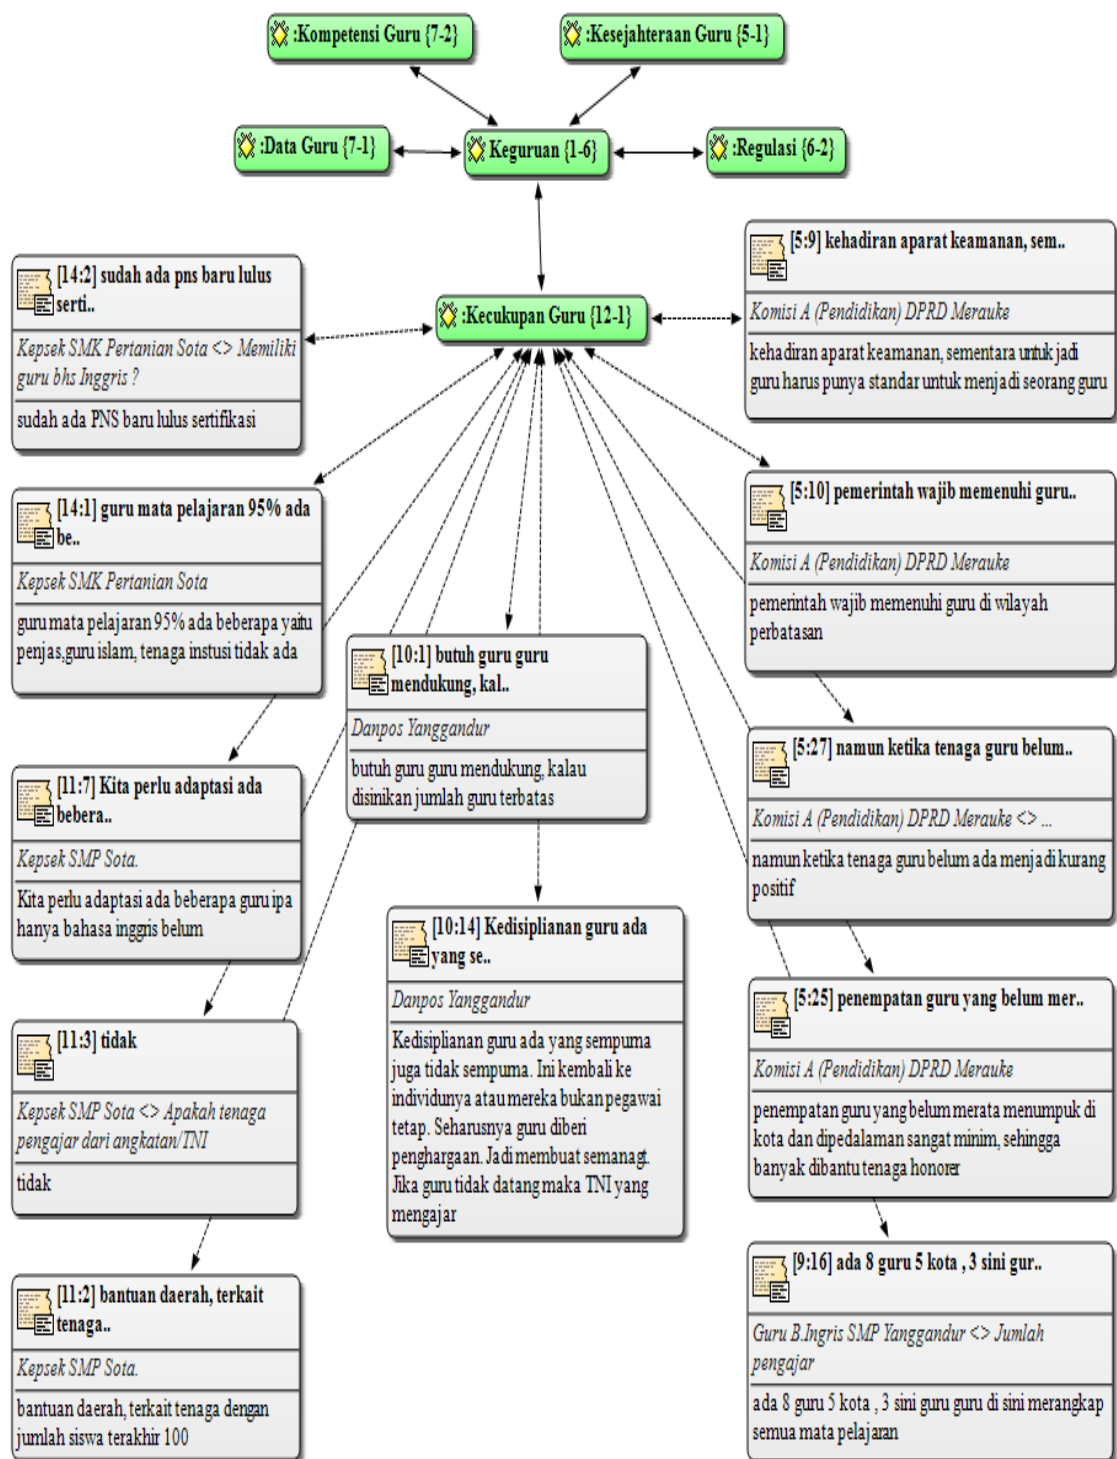 :Kompetensi Guru {7-2}
:Kesejahteraan Guru {5-1}
:Data Guru {7-1}
Keguruan {1-6}
:Regulasi {6-2}
:Kecukupan Guru {12-1}
[14:2] sudah ada pns baru lulus
serti..
Kepsek SMK Pertanian Sota <> Memiliki
guru bhs Inggris ?
sudah ada PNS baru lulus sertifikasi
[14:1] guru mata pelajaran 95% ada
be..
Kepsek SMK Pertanian Sota
guru mata pelajaran 95% ada beberapa yaitu
penjas,guru islam, tenaga instusi tidak ada
[11:7] Kita perlu adaptasi ada
bebera..
Kepsek SMP Sota.
Kita perlu adaptasi ada beberapa guru ipa
hanya bahasa inggris belum
[11:3] tidak
Kepsek SMP Sota <> Apakah tenaga
pengajar dari angkatan/TNI
tidak
[11:2] bantuan daerah, terkait
tenaga..
Kepsek SMP Sota.
bantuan daerah, terkait tenaga dengan
jumlah siswa terakhir 100
[10:1] butuh guru guru
mendukung, kal..
Danpos Yanggandur
butuh guru guru mendukung, kalau
disinikan jumlah guru terbatas
[10:14] Kedisiplianan guru ada
yang se..
Danpos Yanggandur
Kedisiplianan guru ada yang sempurna
juga tidak sempurna. Ini kembali ke
individunya atau mereka bukan pegawai
tetap. Seharusnya guru diberi
penghargaan. Jadi membuat semanagt.
Jika guru tidak datang maka TNI yang
mengajar
[5:9] kehadiran aparat keamanan, sem..
Komisi A (Pendidikan) DPRD Merauke
kehadiran aparat keamanan, sementara untuk jadi
guru harus punya standar untuk menjadi seorang guru
[5:10] pemerintah wajib memenuhi guru..
Komisi A (Pendidikan) DPRD Merauke
pemerintah wajib memenuhi guru di wilayah
perbatasan
[5:27] namun ketika tenaga guru belum..
Komisi A (Pendidikan) DPRD Merauke <> ...
namun ketika tenaga guru belum ada menjadi kurang
positif
[5:25] penempatan guru yang belum mer..
Komisi A (Pendidikan) DPRD Merauke
penempatan guru yang belum merata menumpuk di
kota dan dipedalaman sangat minim, sehingga
banyak dibantu tenaga honorer
[9:16] ada 8 guru 5 kota , 3 sini gur..
Guru B.Ingris SMP Yanggandur <> Jumlah
pengajar
ada 8 guru 5 kota , 3 sini guru guru di sini merangkap
semua mata pelajaran